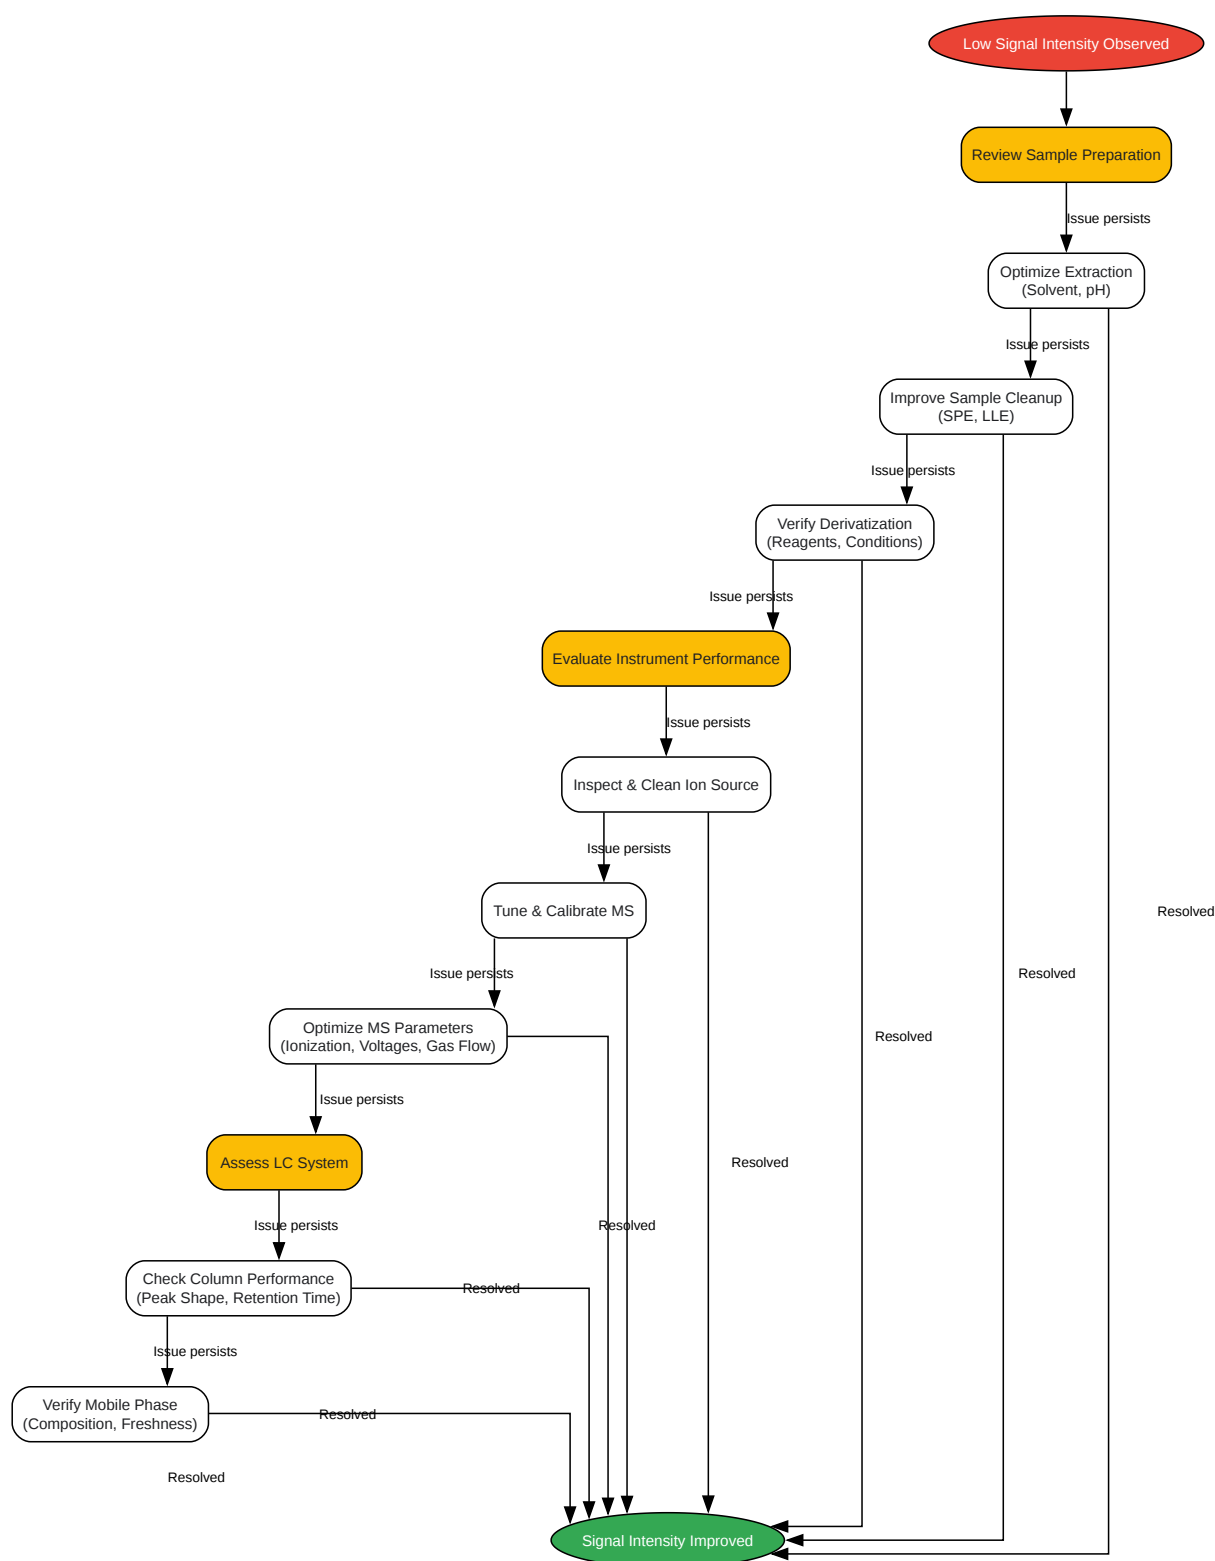 Low Signal Intensity Observed
Review Sample Preparation
Issue persists
Optimize Extraction
(Solvent, pH)
Issue persists
Improve Sample Cleanup
(SPE, LLE)
Issue persists
Verify Derivatization
(Reagents, Conditions)
Issue persists
Evaluate Instrument Performance
Issue persists
Inspect & Clean Ion Source
Issue persists
Tune & Calibrate MS
Resolved
Issue persists
Resolved
Optimize MS Parameters
(Ionization, Voltages, Gas Flow)
Resolved
Issue persists
Assess LC System
Resolved
Issue persists
Resolved
Check Column Performance
(Peak Shape, Retention Time)
Resolved
Issue persists
Verify Mobile Phase
(Composition, Freshness)
Resolved
Resolved
Signal Intensity Improved